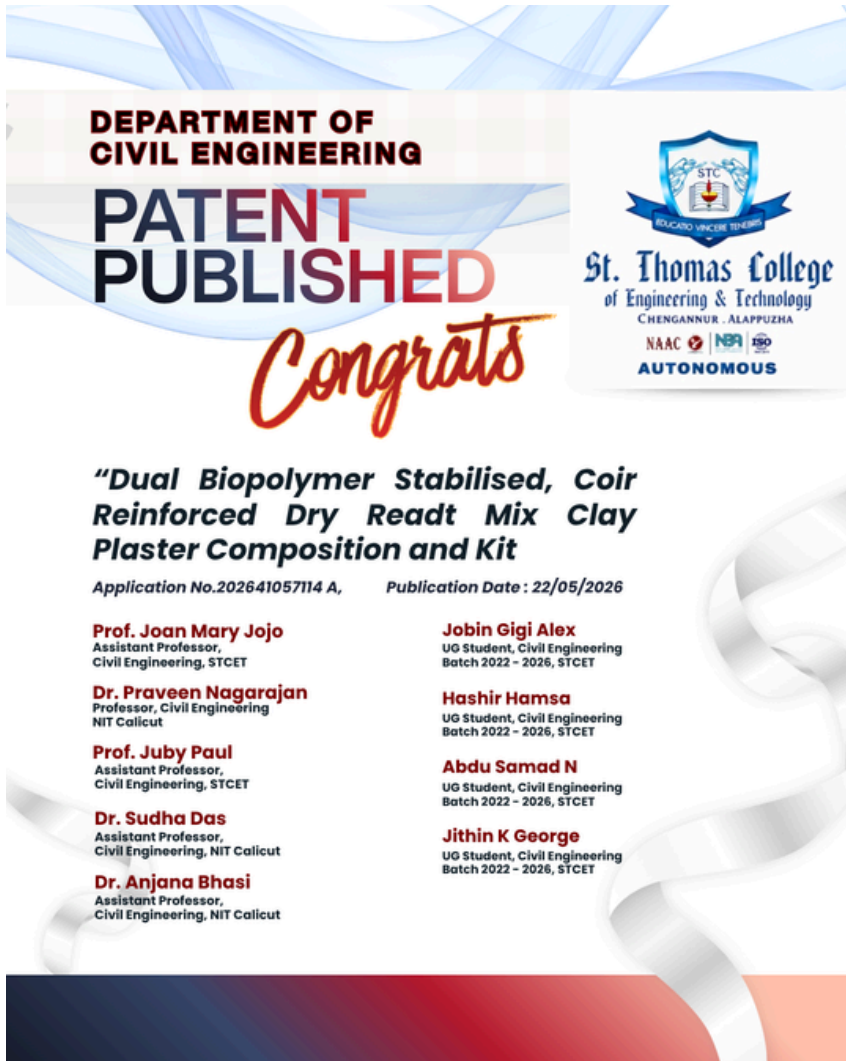 DEPARTMENT OF
CIVIL ENGINEERING
PATENT
PUBLISHED
Congrats
STC
EDUCATIO VINCERE TENEBRIS
St. Thomas College
of Engineering & Technology
CHENGANNUR . ALAPPUZHA
NAAC NBA ISO
AUTONOMOUS
“Dual Biopolymer Stabilised, Coir
Reinforced Dry Readt Mix Clay
Plaster Composition and Kit
Application No.202641057114 A, Publication Date : 22/05/2026
Prof. Joan Mary Jojo
Assistant Professor,
Civil Engineering, STCET
Dr. Praveen Nagarajan
Professor, Civil Engineering
NIT Calicut
Prof. Juby Paul
Assistant Professor,
Civil Engineering, STCET
Dr. Sudha Das
Assistant Professor,
Civil Engineering, NIT Calicut
Dr. Anjana Bhasi
Assistant Professor,
Civil Engineering, NIT Calicut
Jobin Gigi Alex
UG Student, Civil Engineering
Batch 2022 - 2026, STCET
Hashir Hamsa
UG Student, Civil Engineering
Batch 2022 - 2026, STCET
Abdu Samad N
UG Student, Civil Engineering
Batch 2022 - 2026, STCET
Jithin K George
UG Student, Civil Engineering
Batch 2022 - 2026, STCET